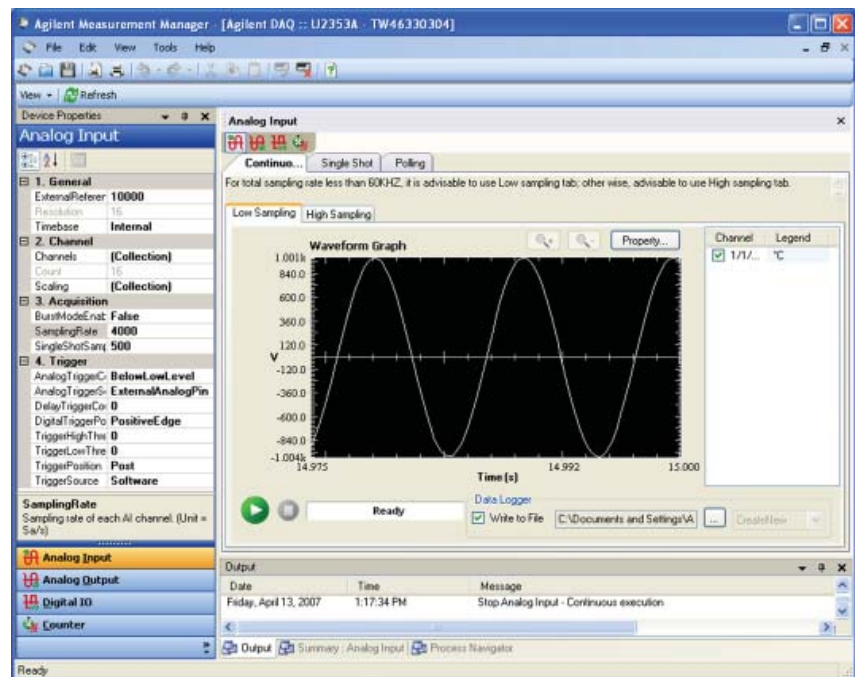 Agilent Measurement Manager - [Agilent DAQ :: U2353A - TW46330304]
File Edit View Tools Help
View Refresh
Device Properties
Analog Input
1. General
ExternalReferer 10000
Resolution 16
Timebase Internal
2. Channel
Channels (Collection)
Count 16
Scaling (Collection)
3. Acquisition
BurstModeEnat False
SamplingRate 4000
SingleShotSam 500
4. Trigger
AnalogTriggerC BelowLowLevel
AnalogTriggerS ExternalAnalogPin
DelayTriggerCo 0
DigitalTriggerPo PositiveEdge
TriggerHighThre 0
TriggerLowThre 0
TriggerPosition Post
TriggerSource Software
SamplingRate
Sampling rate of each AI channel. (Unit =
Sa/s)
Analog Input
Analog Output
Digital IO
Counter
Ready
Analog Input
Continuo... Single Shot Polling
For total sampling rate less than 60KHZ, it is advisable to use Low sampling tab; other wise, advisable to use High sampling tab.
Low Sampling High Sampling
Waveform Graph
Property...
Channel Legend
1/1/... °C
1.001k
840.0
600.0
360.0
120.0
V
-120.0
-360.0
-600.0
-840.0
-1.004k
14.975 14.992 15.000
Time (s)
Ready
Data Logger
Write to File C:\Documents and Settings\A ... CreateNew
Output
Date Time Message
Friday, April 13, 2007 1:17:34 PM Stop Analog Input - Continuous execution
Output Summary : Analog Input Process Navigator